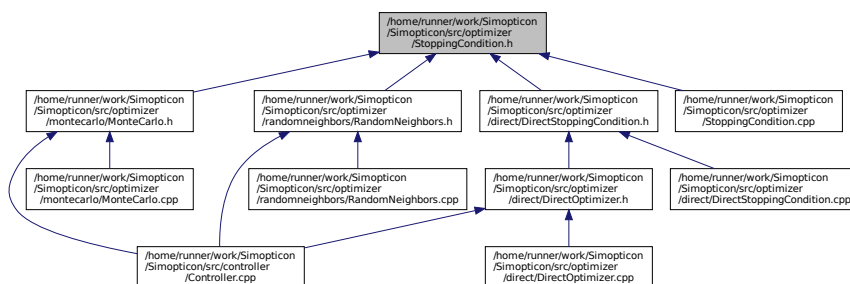 /home/runner/work/Simopticon
/Simopticon/src/optimizer
/StoppingCondition.h
/home/runner/work/Simopticon
/Simopticon/src/optimizer
/montecarlo/MonteCarlo.h
/home/runner/work/Simopticon
/Simopticon/src/optimizer
/randomneighbors/RandomNeighbors.h
/home/runner/work/Simopticon
/Simopticon/src/optimizer
/direct/DirectStoppingCondition.h
/home/runner/work/Simopticon
/Simopticon/src/optimizer
/StoppingCondition.cpp
/home/runner/work/Simopticon
/Simopticon/src/optimizer
/montecarlo/MonteCarlo.cpp
/home/runner/work/Simopticon
/Simopticon/src/optimizer
/randomneighbors/RandomNeighbors.cpp
/home/runner/work/Simopticon
/Simopticon/src/optimizer
/direct/DirectOptimizer.h
/home/runner/work/Simopticon
/Simopticon/src/optimizer
/direct/DirectStoppingCondition.cpp
/home/runner/work/Simopticon
/Simopticon/src/controller
/Controller.cpp
/home/runner/work/Simopticon
/Simopticon/src/optimizer
/direct/DirectOptimizer.cpp